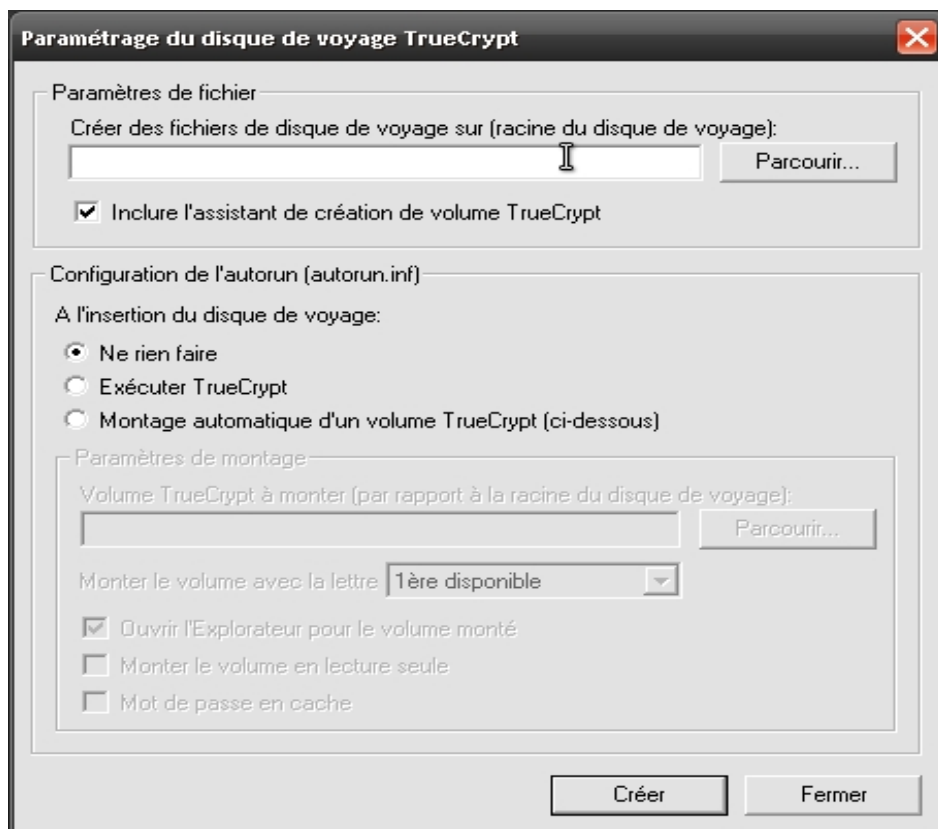 Paramétrage du disque de voyage TrueCrypt
Paramètres de fichier
Créer des fichiers de disque de voyage sur (racine du disque de voyage):
Parcourir...
Inclure l'assistant de création de volume TrueCrypt
Configuration de l'autorun (autorun.inf)
A l'insertion du disque de voyage:
Ne rien faire
Exécuter TrueCrypt
Montage automatique d'un volume TrueCrypt (ci-dessous)
Paramètres de montage
Volume TrueCrypt à monter (par rapport à la racine du disque de voyage):
Parcourir...
Monter le volume avec la lettre 1ère disponible
Ouvrir l'Explorateur pour le volume monté
Monter le volume en lecture seule
Mot de passe en cache
Créer Fermer